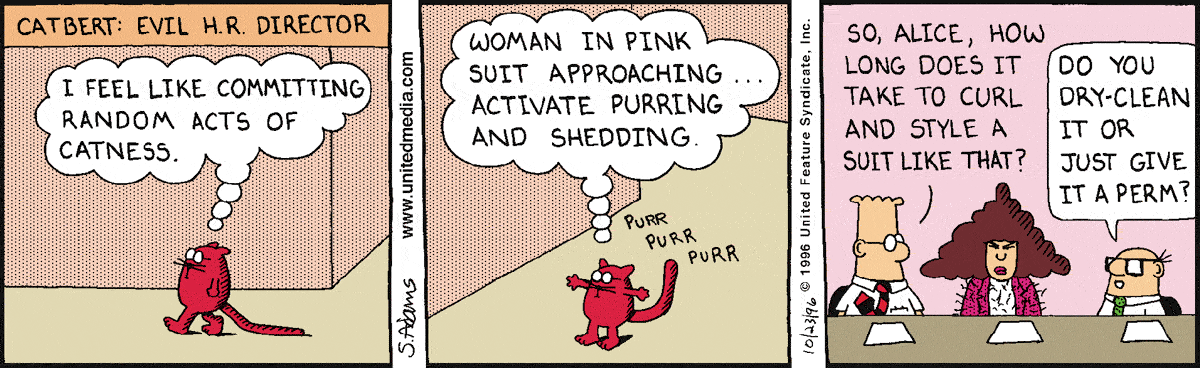 CATBERT: EVIL H.R. DIRECTOR
I FEEL LIKE COMMITTING
RANDOM ACTS OF
CATNESS.
S.Adams
www.unitedmedia.com
WOMAN IN PINK
SUIT APPROACHING...
ACTIVATE PURRING
AND SHEDDING.
PURR
PURR
PURR
10/23/96
© 1996 United Feature Syndicate, Inc.
SO, ALICE, HOW
LONG DOES IT
TAKE TO CURL
AND STYLE A
SUIT LIKE THAT?
DO YOU
DRY-CLEAN
IT OR
JUST GIVE
IT A PERM?